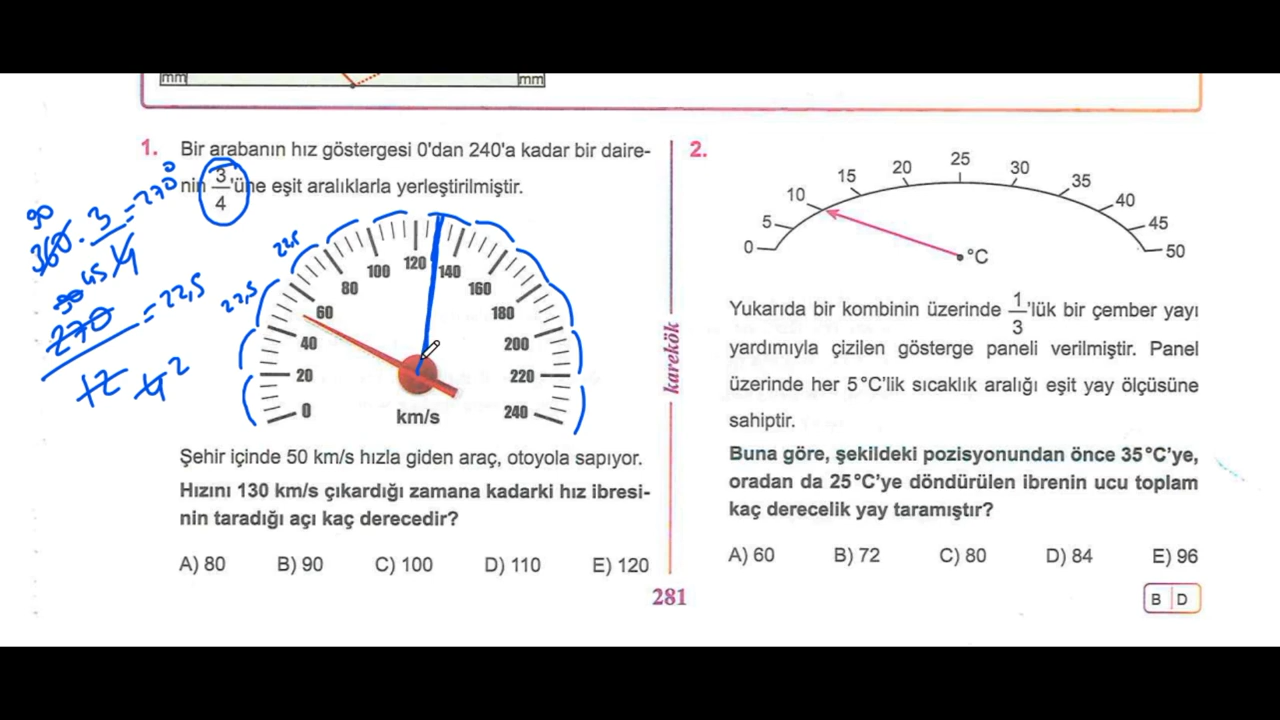 mm mm
1. Bir arabanın hız göstergesi 0'dan 240'a kadar bir daire-
nin 3/4'üne eşit aralıklarla yerleştirilmiştir.
90
360 · 3 = 270°
45 4
90
270 = 22,5
12 4 2
22,5
22,5
0
20
40
60
80
100
120
140
160
180
200
220
240
km/s
Şehir içinde 50 km/s hızla giden araç, otoyola sapıyor.
Hızını 130 km/s çıkardığı zamana kadarki hız ibresi-
nin taradığı açı kaç derecedir?
A) 80 B) 90 C) 100 D) 110 E) 120
karekök
2.
0
5
10
15
20
25
30
35
40
45
50
°C
Yukarıda bir kombinin üzerinde 1/3'lük bir çember yayı
yardımıyla çizilen gösterge paneli verilmiştir. Panel
üzerinde her 5°C'lik sıcaklık aralığı eşit yay ölçüsüne
sahiptir.
Buna göre, şekildeki pozisyonundan önce 35°C'ye,
oradan da 25°C'ye döndürülen ibrenin ucu toplam
kaç derecelik yay taramıştır?
A) 60 B) 72 C) 80 D) 84 E) 96
281
B D